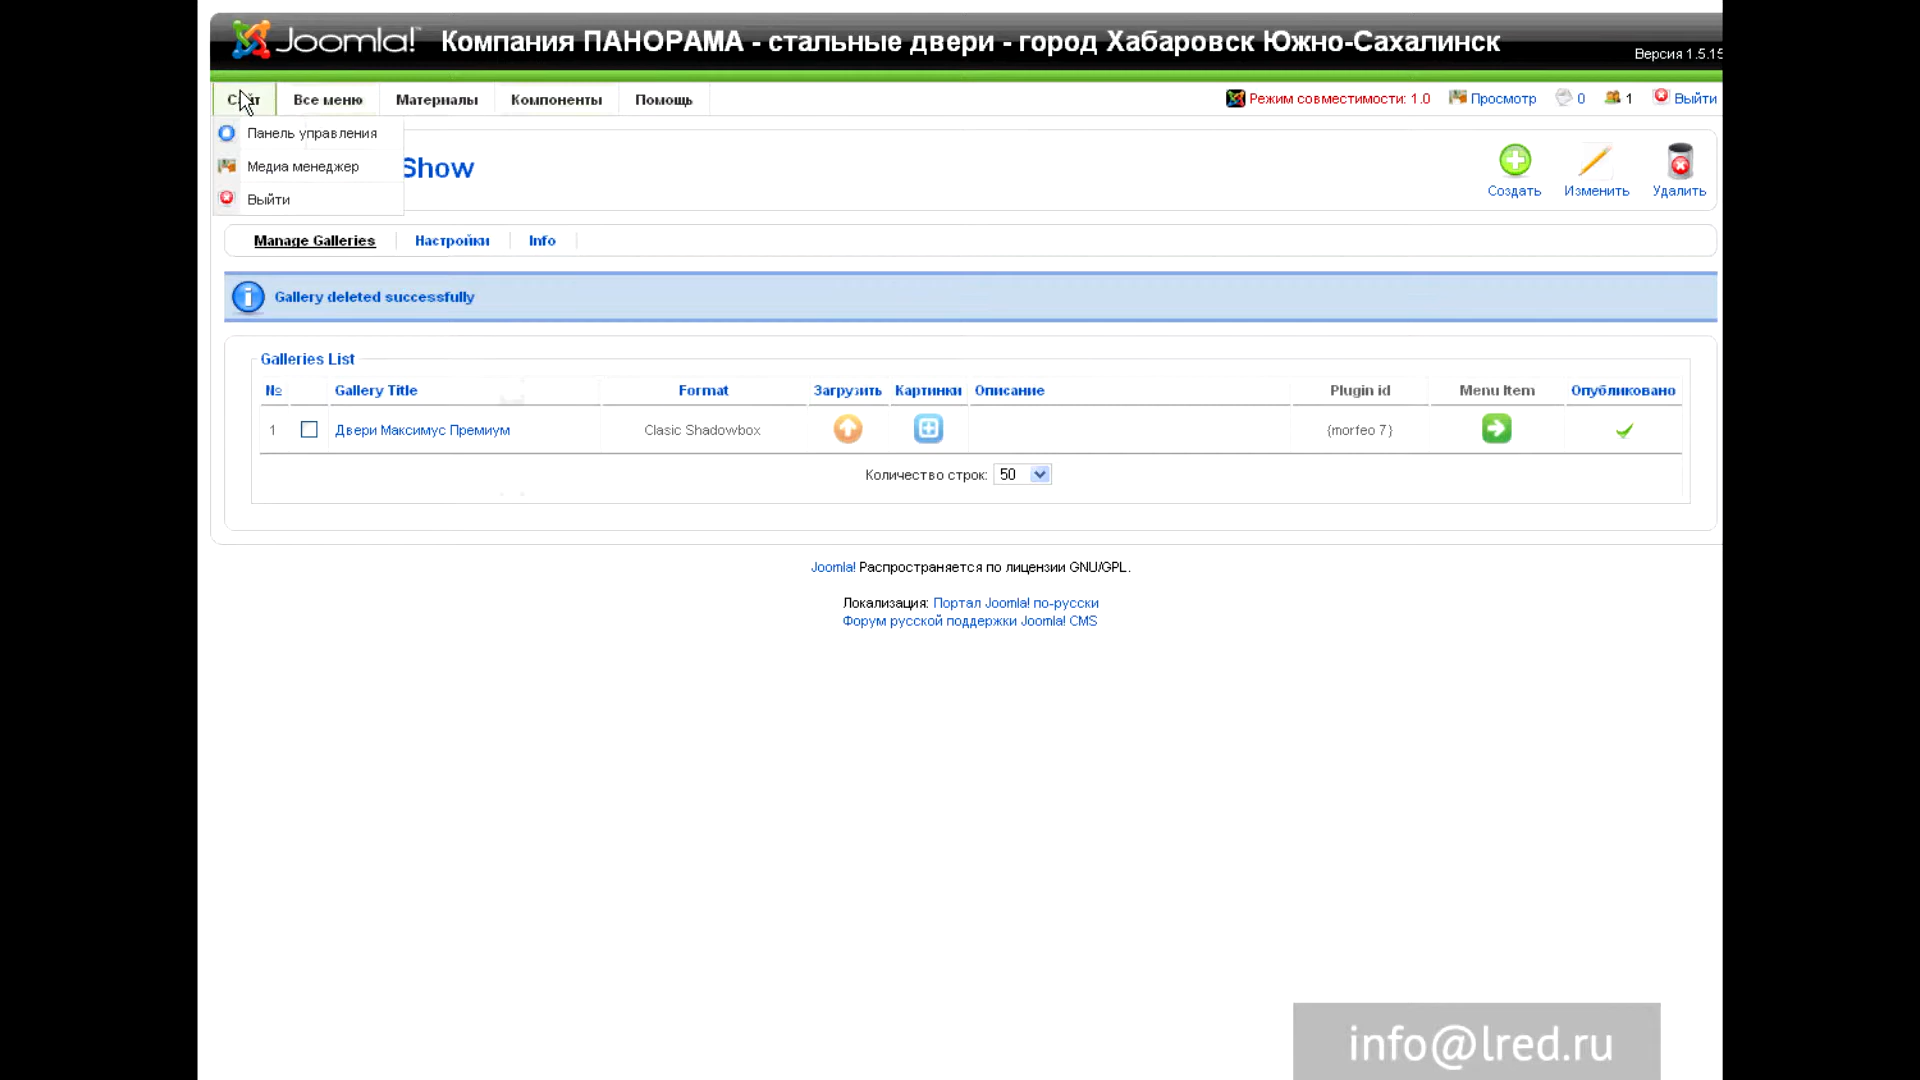 Joomla! Компания ПАНОРАМА - стальные двери - город Хабаровск Южно-Сахалинск
Версия 1.5.15
Все меню Материалы Компоненты Помощь Режим совместимости: 1.0 Просмотр 0 1 Выйти
Панель управления
Медиа менеджер
Выйти
Show
Создать Изменить Удалить
Manage Galleries Настройки Info
Gallery deleted successfully
Galleries List
№ Gallery Title Format Загрузить Картинки Описание Plugin id Menu Item Опубликовано
1 Двери Максимус Премиум Clasic Shadowbox {morfeo 7}
Количество строк: 50
Joomla! Распространяется по лицензии GNU/GPL.
Локализация: Портал Joomla! по-русски
Форум русской поддержки Joomla! CMS
info@lred.ru